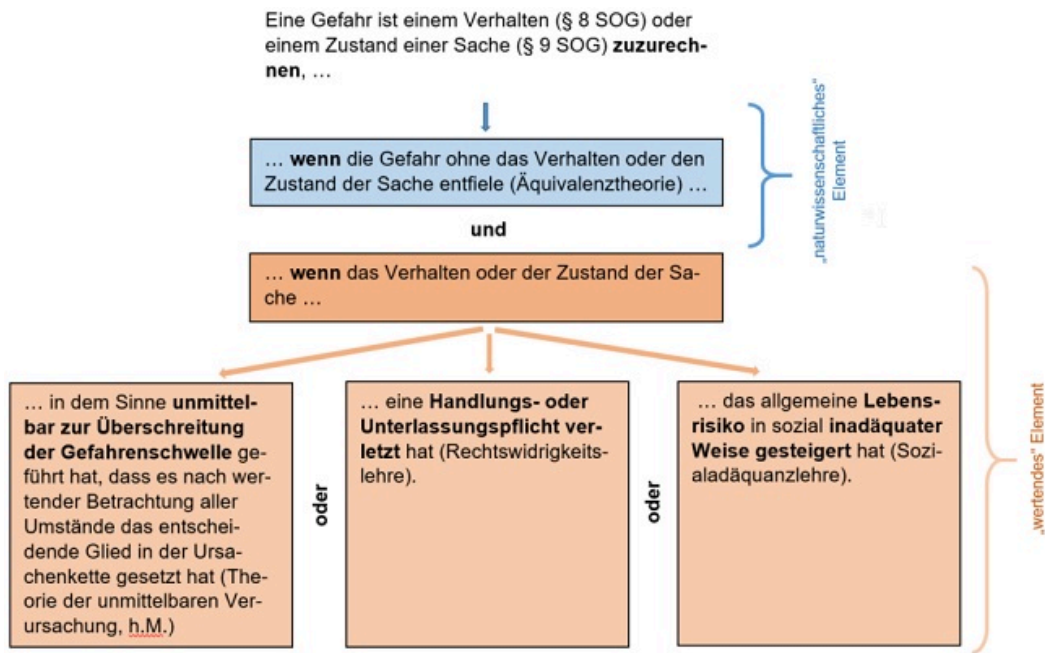 Eine Gefahr ist einem Verhalten (§ 8 SOG) oder
einem Zustand einer Sache (§ 9 SOG) zuzurech-
nen, …
… wenn die Gefahr ohne das Verhalten oder den
Zustand der Sache entfiele (Äquivalenztheorie) …
„naturwissenschaftliches“
Element
und
… wenn das Verhalten oder der Zustand der Sa-
che …
… in dem Sinne unmittel-
bar zur Überschreitung
der Gefahrenschwelle ge-
führt hat, dass es nach wer-
tender Betrachtung aller
Umstände das entschei-
dende Glied in der Ursa-
chenkette gesetzt hat (The-
orie der unmittelbaren Ver-
ursachung, h.M.)
oder
… eine Handlungs- oder
Unterlassungspflicht ver-
letzt hat (Rechtswidrigkeits-
lehre).
oder
… das allgemeine Lebens-
risiko in sozial inadäquater
Weise gesteigert hat (Sozi-
aladäquanzlehre).
„wertendes“ Element